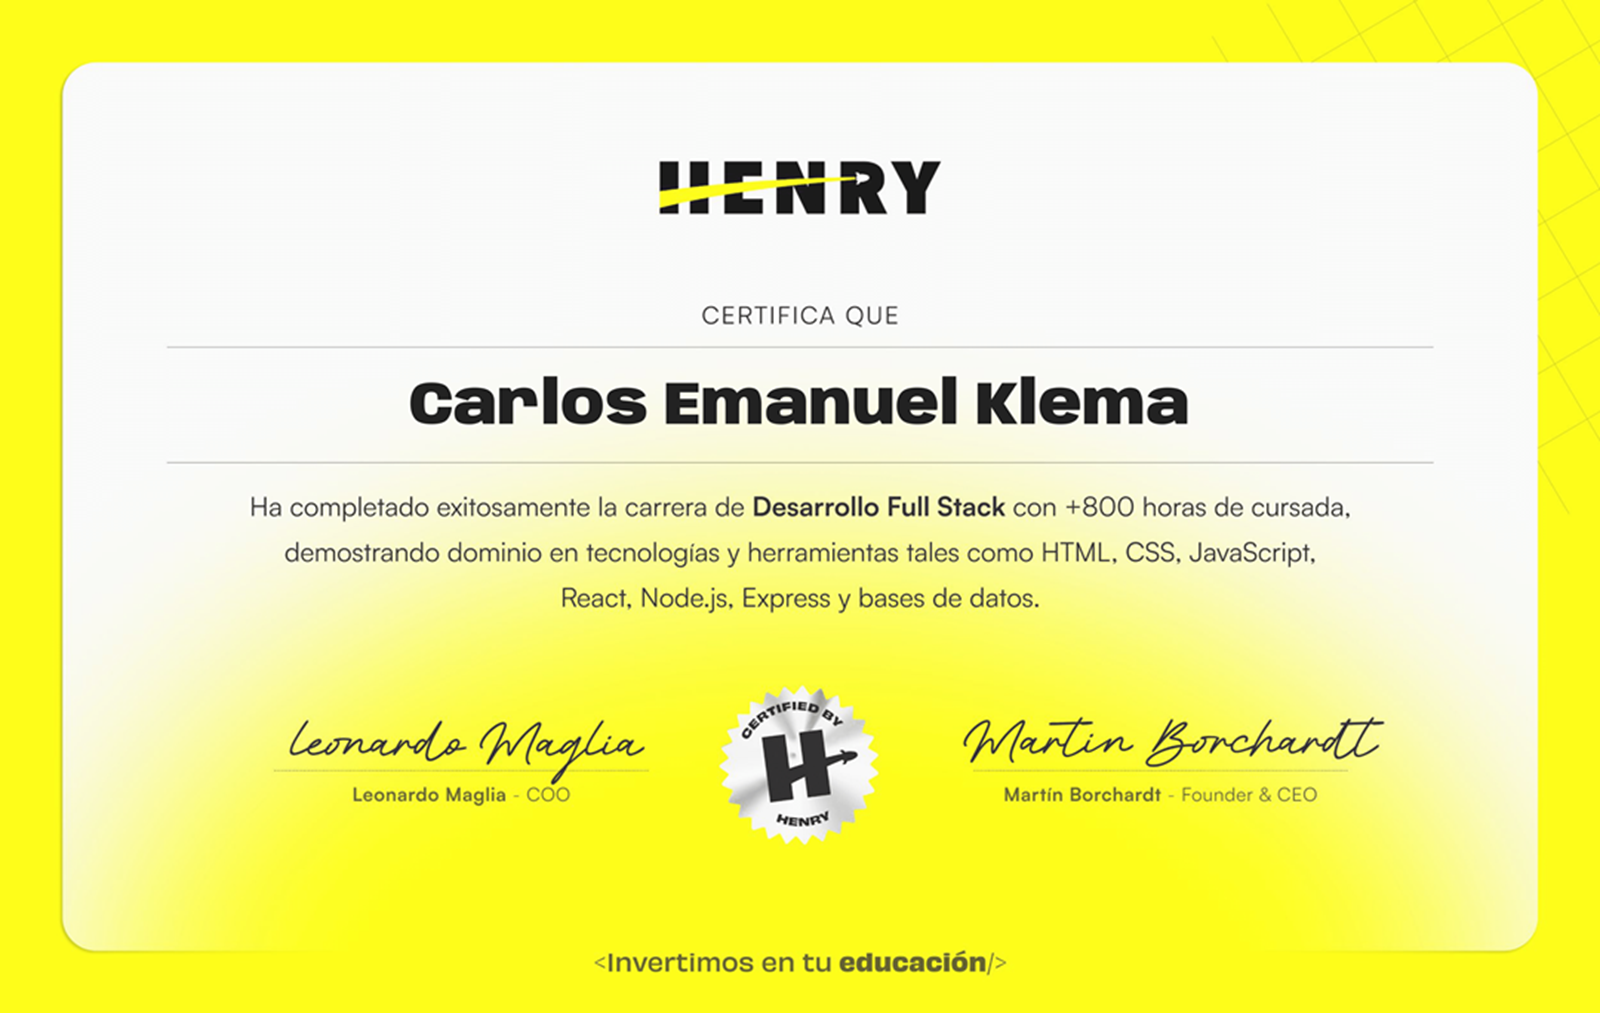 HENRY
CERTIFICA QUE
Carlos Emanuel Klema
Ha completado exitosamente la carrera de Desarrollo Full Stack con +800 horas de cursada,
demostrando dominio en tecnologías y herramientas tales como HTML, CSS, JavaScript,
React, Node.js, Express y bases de datos.
Leonardo Maglia
Leonardo Maglia - COO
CERTIFIED BY
H
HENRY
Martin Borchardt
Martín Borchardt - Founder & CEO
<Invertimos en tu educación/>